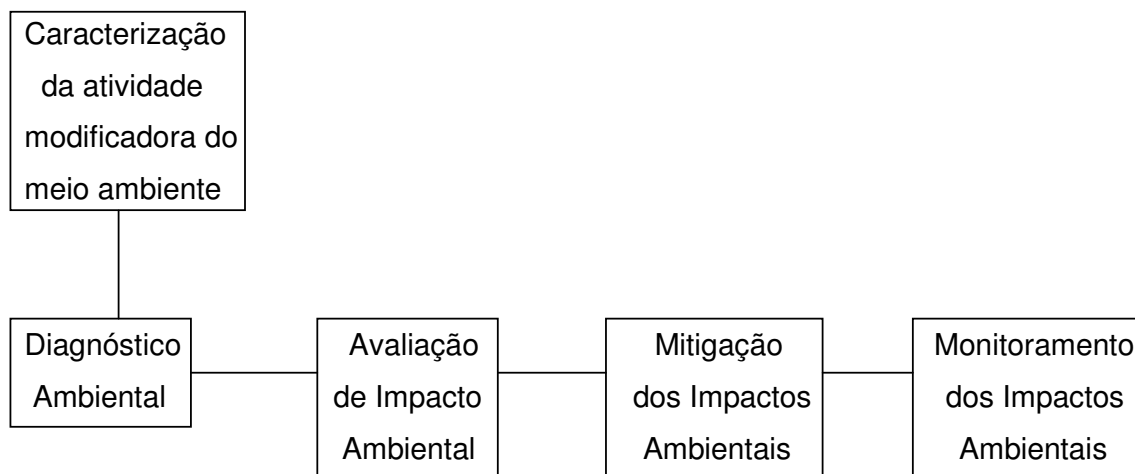 Caracterização
da atividade
modificadora do
meio ambiente
Diagnóstico
Ambiental
Avaliação
de Impacto
Ambiental
Mitigação
dos Impactos
Ambientais
Monitoramento
dos Impactos
Ambientais